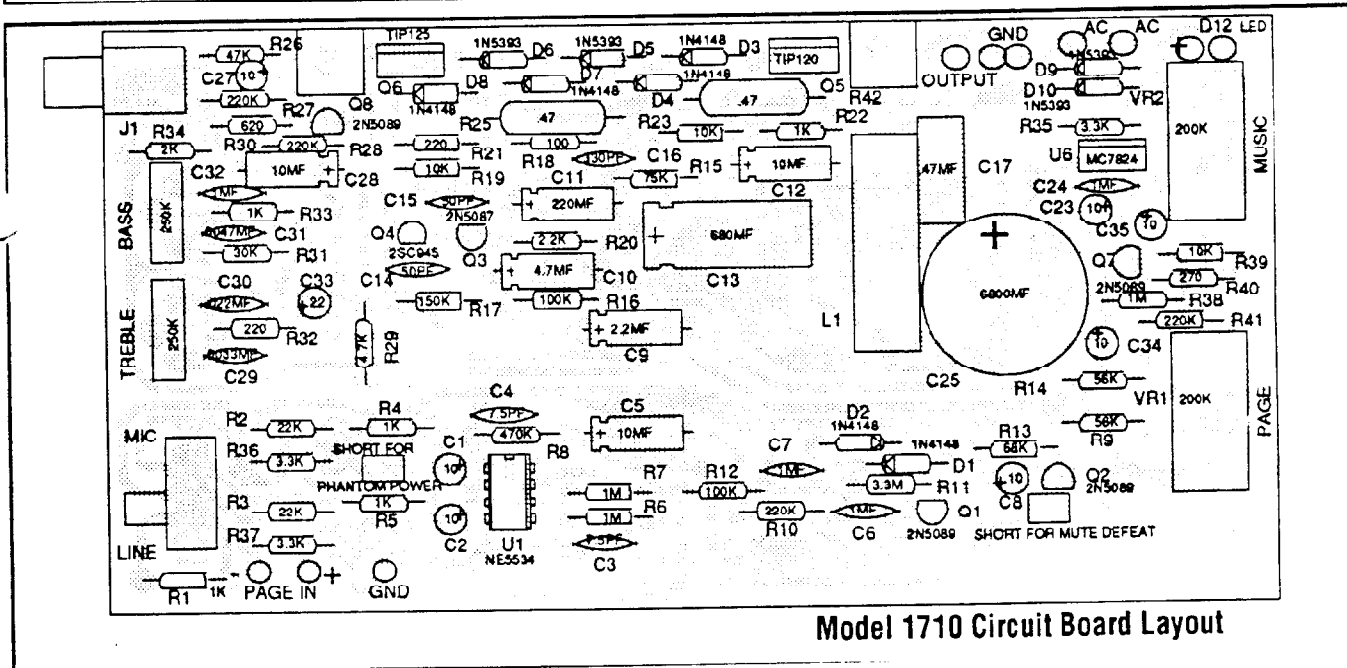 TIP125
AC AC D12 LED
GND
47K R26
1N5393 D6 1N5393 D5 1N4148 D3
TIP120
OUTPUT
1N5393
C27 10
D8 1N4148 D7 1N4148
D9
D10
1N5393
Q6 1N4148
D4
Q5
R42
VR2
220K R27
Q8
2N5089
R25 .47
.47
R23 10K
1K R22
R35 3.3K
200K
MUSIC
J1
620
R34
2K
R30 220K R28
220 R21
100
R18 130PF C16
R15
U6 MC7824
C32 1MF
10MF C28
10K R19
C11
75K
10MF
C12
47MF C17
C24 1MF
BASS 250K
1K R33
C15 50PF
2N5087
220MF
C23 10
C35 10
0047MF C31
Q4
2SC945
Q3
2.2K R20
680MF
C13
30K R31
Q7
2N5089
10K R39
C30 C33
C14 50PF
4.7MF C10
6800MF
270 R40
022MF 22
150K R17
100K R16
1M R38
TREBLE 250K
220 R32
4.7K R29
2.2MF
C9
L1
220K R41
0033MF
C29
10 C34
C25
R14 56K
VR1 200K
PAGE
C4
7.5PF
C5
10MF
D2
1N4148
56K
R9
MIC
R2 22K
R4
1K
470K R8
R13
68K
R36 3.3K
SHORT FOR
PHANTOM POWER
C1 10
C7
1MF
1N4148
D1
R7
1M
R12
100K
3.3M R11
C8 10
Q2
2N5089
R3 22K
1K
R5
R6
1M
220K
R10
1MF
C6
Q1
2N5089
SHORT FOR MUTE DEFEAT
R37 3.3K
10
C2
U1
NE5534
7.5PF
C3
LINE
R1 1K
- PAGE IN +
GND
Model 1710 Circuit Board Layout